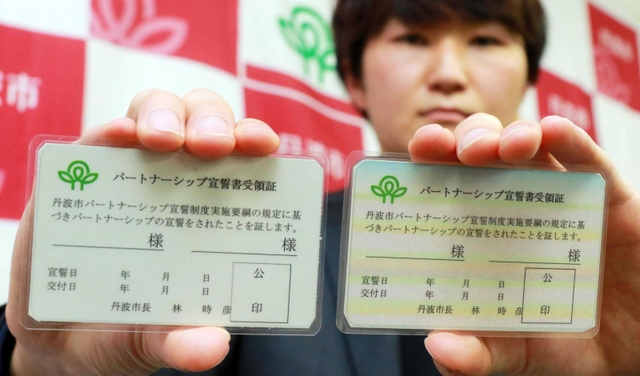 波市
丹波市
パートナーシップ宣誓書受領証
丹波市パートナーシップ宣誓制度実施要綱の規定に基
づきパートナーシップの宣誓をされたことを証します。
様 様
宣誓日 年 月 日
交付日 年 月 日
公
印
丹波市長 林 時彦
パートナーシップ宣誓書受領証
丹波市パートナーシップ宣誓制度実施要綱の規定に基
づきパートナーシップの宣誓をされたことを証します。
様 様
宣誓日 年 月 日
交付日 年 月 日
公
印
丹波市長 林 時彦